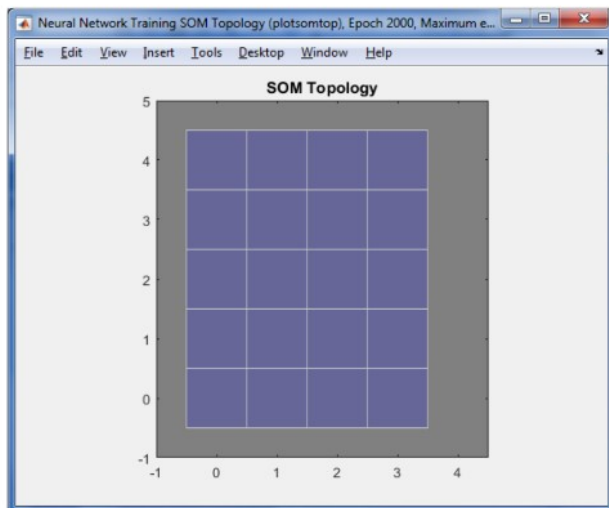 Neural Network Training SOM Topology (plotsomtop), Epoch 2000, Maximum e...
File Edit View Insert Tools Desktop Window Help
SOM Topology
5
4
3
2
1
0
-1
-1 0 1 2 3 4